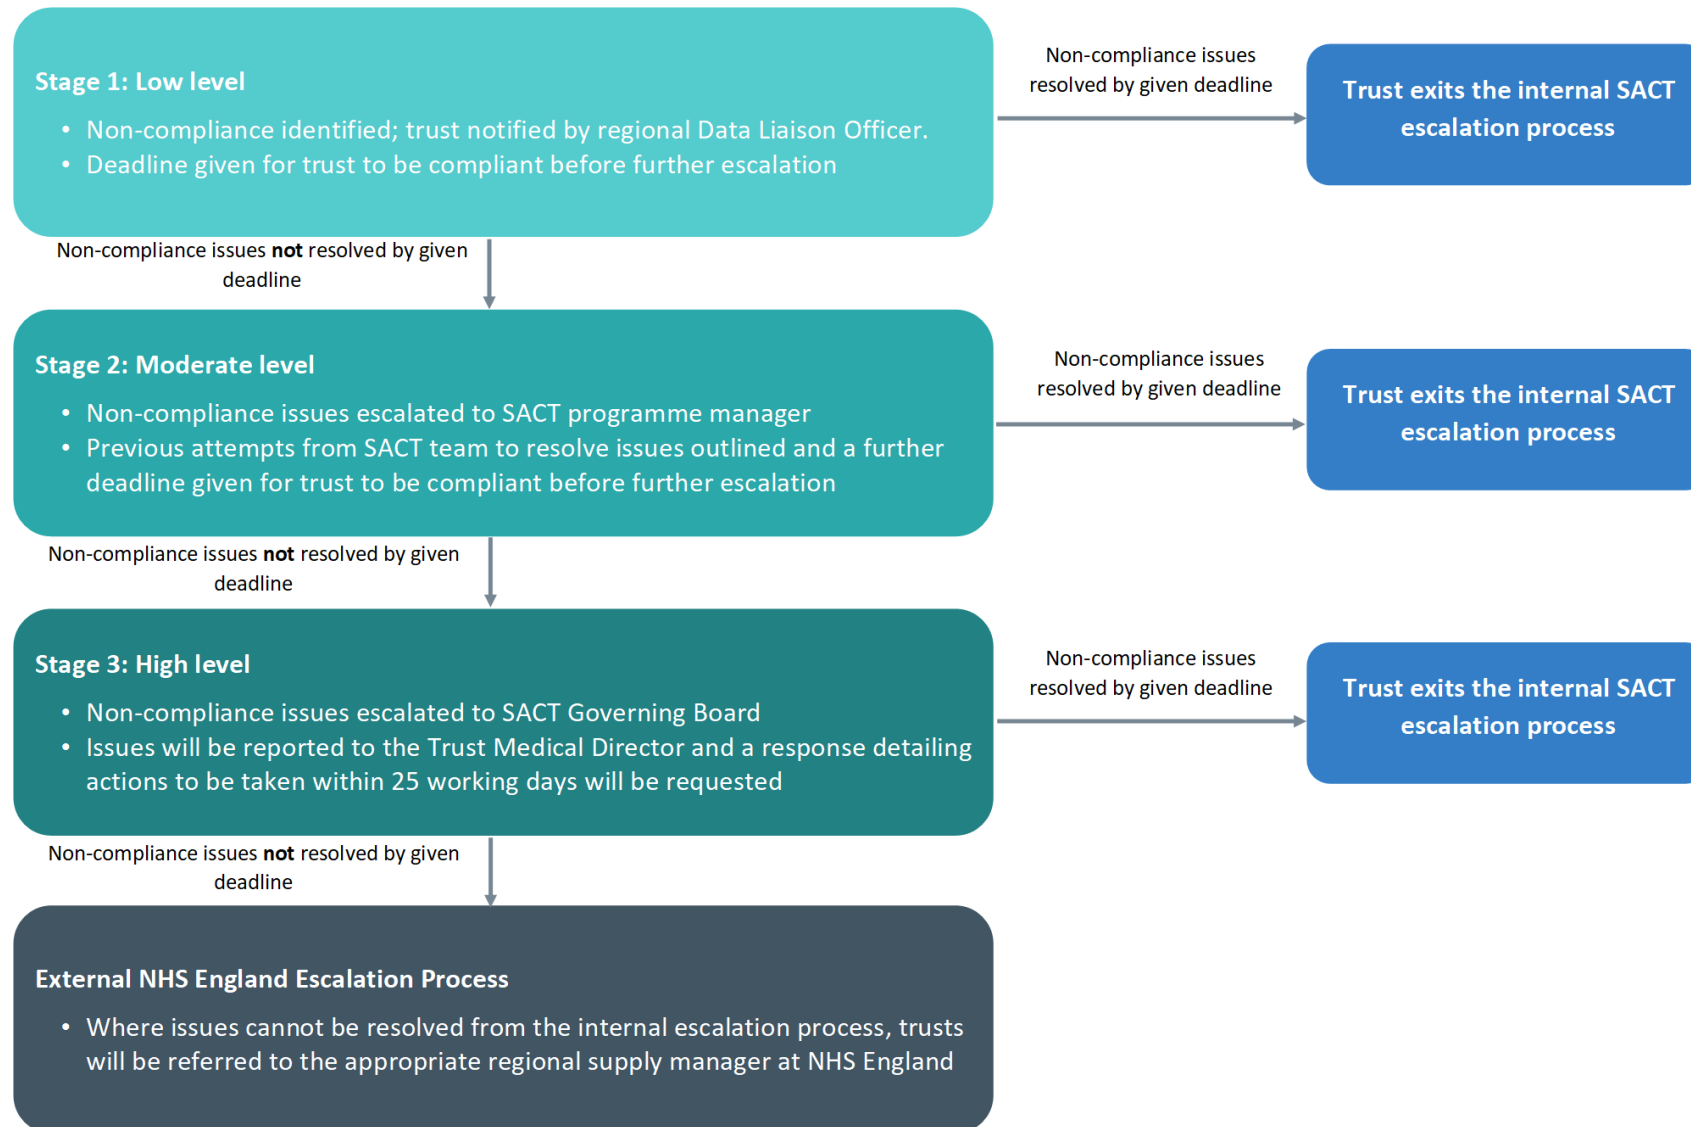 Stage 1: Low level
• Non-compliance identified; trust notified by regional Data Liaison Officer.
• Deadline given for trust to be compliant before further escalation
Non-compliance issues
resolved by given deadline
Trust exits the internal SACT
escalation process
Non-compliance issues not resolved by given
deadline
Stage 2: Moderate level
• Non-compliance issues escalated to SACT programme manager
• Previous attempts from SACT team to resolve issues outlined and a further
deadline given for trust to be compliant before further escalation
Non-compliance issues
resolved by given deadline
Trust exits the internal SACT
escalation process
Non-compliance issues not resolved by given
deadline
Stage 3: High level
• Non-compliance issues escalated to SACT Governing Board
• Issues will be reported to the Trust Medical Director and a response detailing
actions to be taken within 25 working days will be requested
Non-compliance issues
resolved by given deadline
Trust exits the internal SACT
escalation process
Non-compliance issues not resolved by given
deadline
External NHS England Escalation Process
• Where issues cannot be resolved from the internal escalation process, trusts
will be referred to the appropriate regional supply manager at NHS England